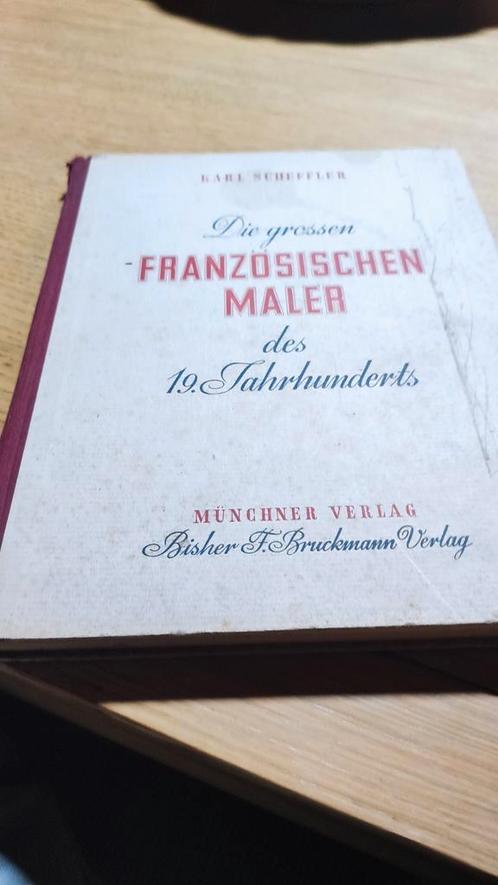 KARL SCHEFFLER
Die grossen
FRANZÖSISCHEN
MALER
des
19. Jahrhunderts
MÜNCHNER VERLAG
Bisher F. Bruckmann Verlag